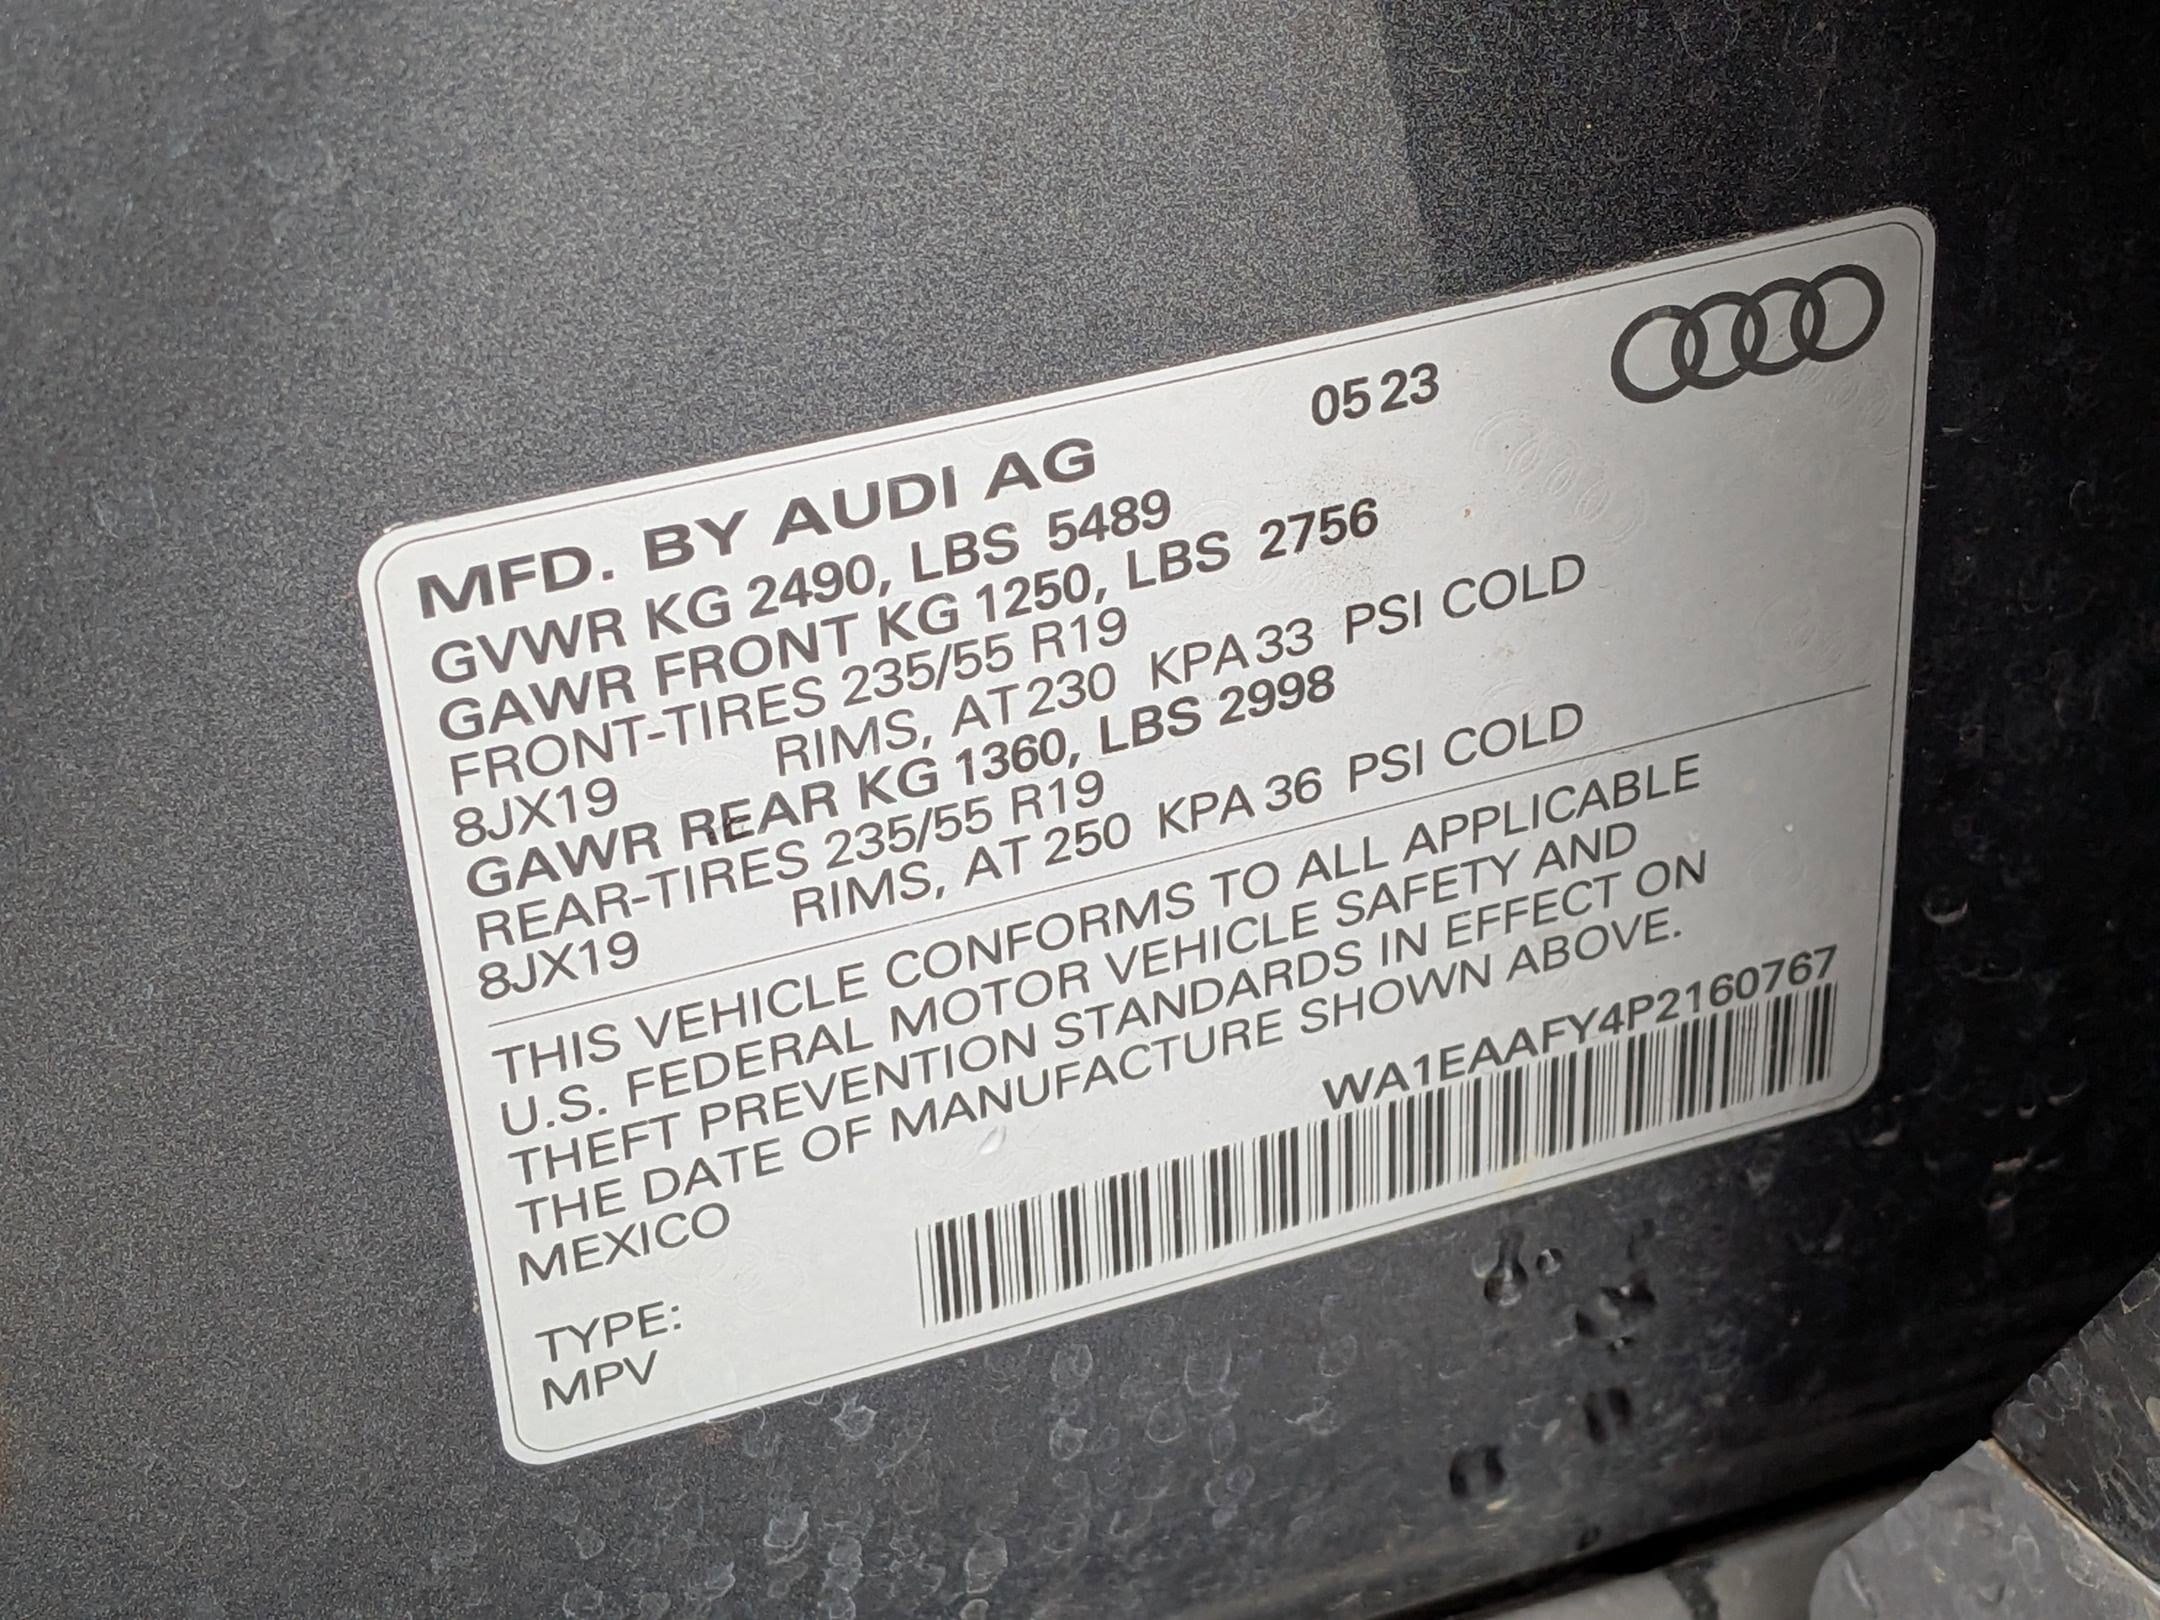 MFD. BY AUDI AG 0523
GVWR KG 2490, LBS 5489
GAWR FRONT KG 1250, LBS 2756
FRONT-TIRES 235/55 R19
8JX19 RIMS, AT 230 KPA 33 PSI COLD
GAWR REAR KG 1360, LBS 2998
REAR-TIRES 235/55 R19
8JX19 RIMS, AT 250 KPA 36 PSI COLD
THIS VEHICLE CONFORMS TO ALL APPLICABLE
U.S. FEDERAL MOTOR VEHICLE SAFETY AND
THEFT PREVENTION STANDARDS IN EFFECT ON
THE DATE OF MANUFACTURE SHOWN ABOVE.
MEXICO WA1EAAFY4P2160767
TYPE:
MPV